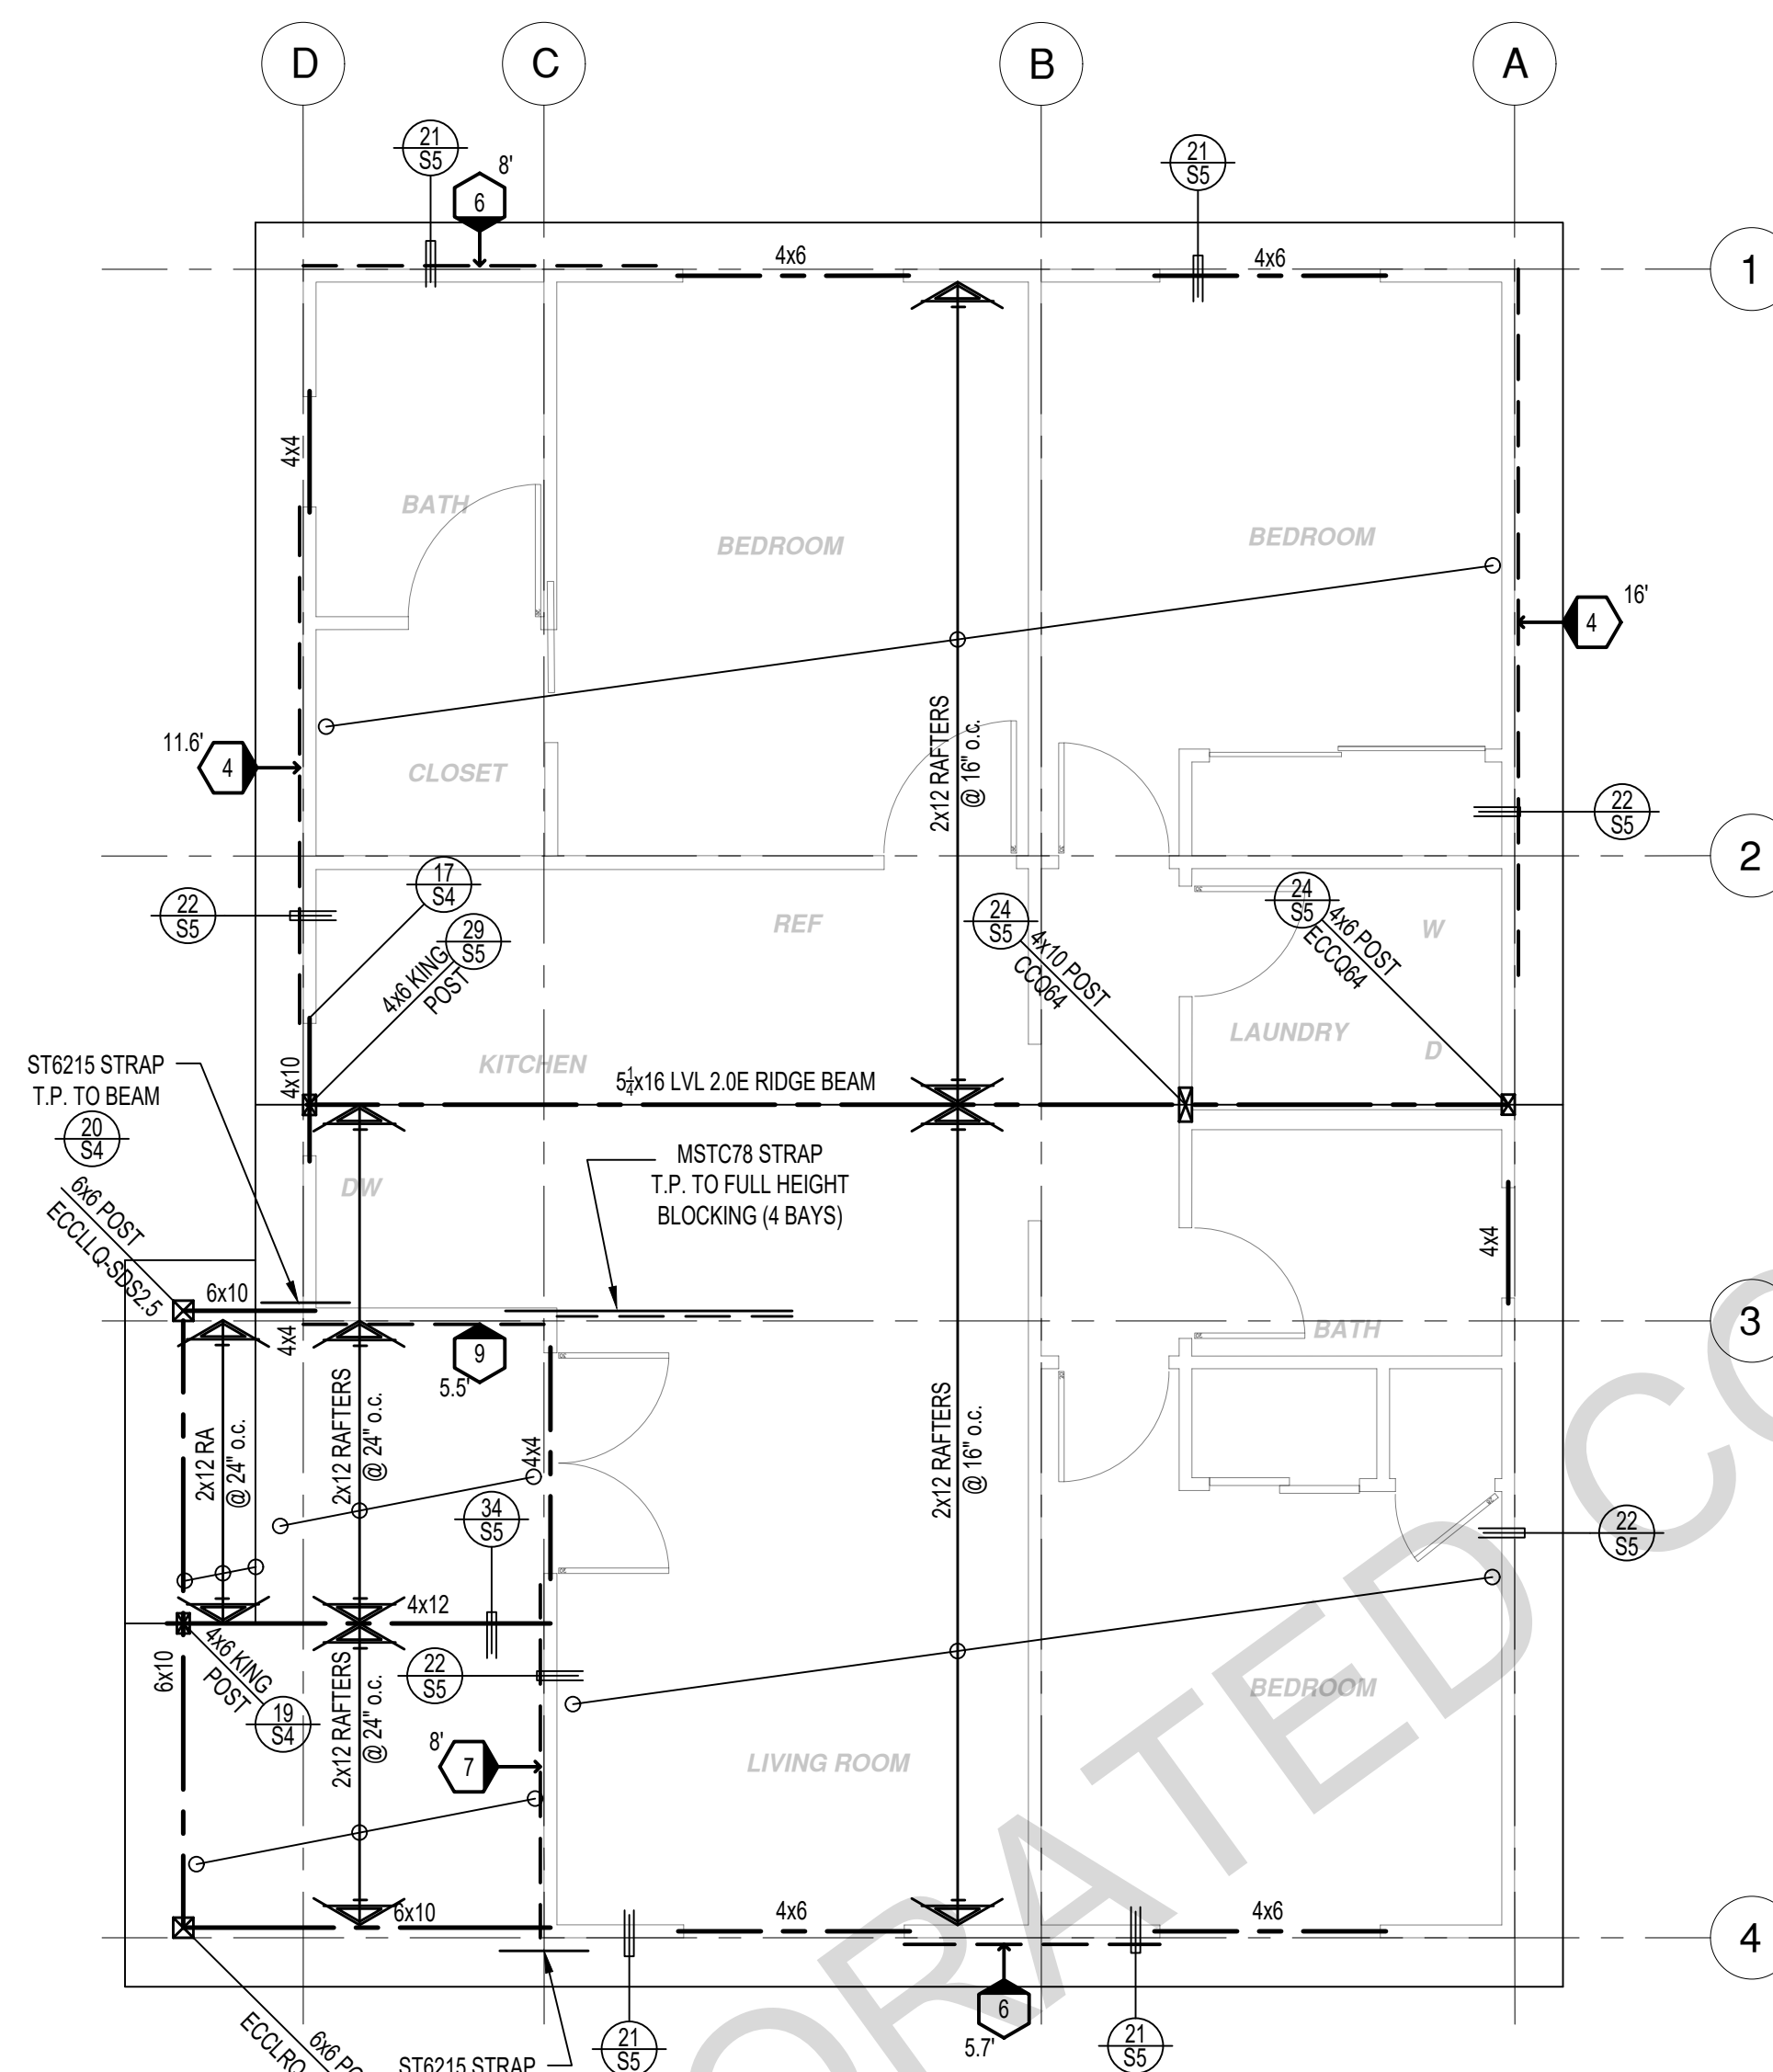 D
C
B
A
21
S5
8'
6
21
S5
4x6
4x6
1
4x4
BATH
BEDROOM
BEDROOM
4
16'
11.6'
4
CLOSET
2x12 RAFTERS
@ 16" o.c.
22
S5
2
17
S4
22
S5
REF
24
S5
24
S5
W
29
S5
4x6 KING
POST
4x10 POST
CCQ64
4x6 POST
ECCQ64
LAUNDRY
D
ST6215 STRAP
T.P. TO BEAM
20
S4
4x10
KITCHEN
5¼x16 LVL 2.0E RIDGE BEAM
MSTC78 STRAP
T.P. TO FULL HEIGHT
BLOCKING (4 BAYS)
DW
6x6 POST
ECCLLQ-SDS2.5
4x4
6x10
4x4
9
5.5'
BATH
3
2x12 RA
@ 24" o.c.
2x12 RAFTERS
@ 24" o.c.
4x4
2x12 RAFTERS
@ 16" o.c.
34
S5
22
S5
4x12
22
S5
4x6 KING
POST
19
S4
6x10
2x12 RAFTERS
@ 24" o.c.
8'
7
BEDROOM
LIVING ROOM
6x10
4x6
4x6
4
6
5.7'
21
S5
21
S5
6x6 PO
ECCLRQ
ST6215 STRAP
ORATED CO